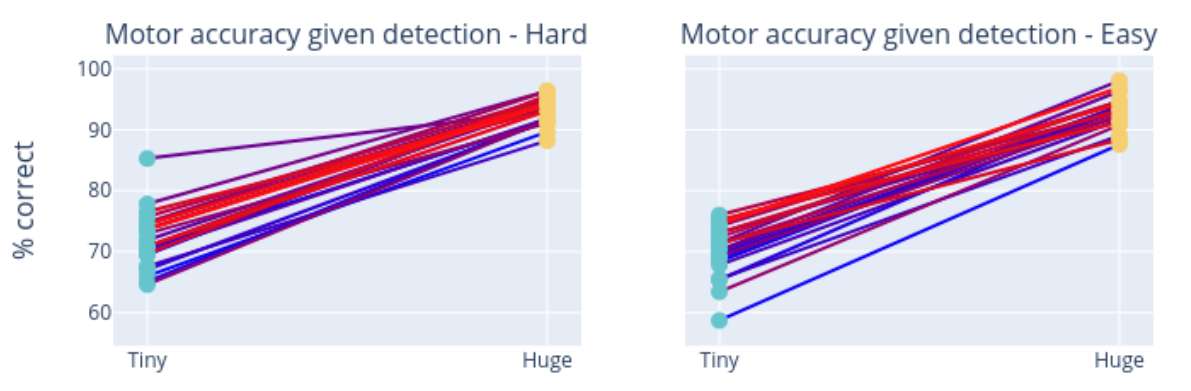 Motor accuracy given detection - Hard
Motor accuracy given detection - Easy
% correct
100
90
80
70
60
Tiny
Huge
Tiny
Huge